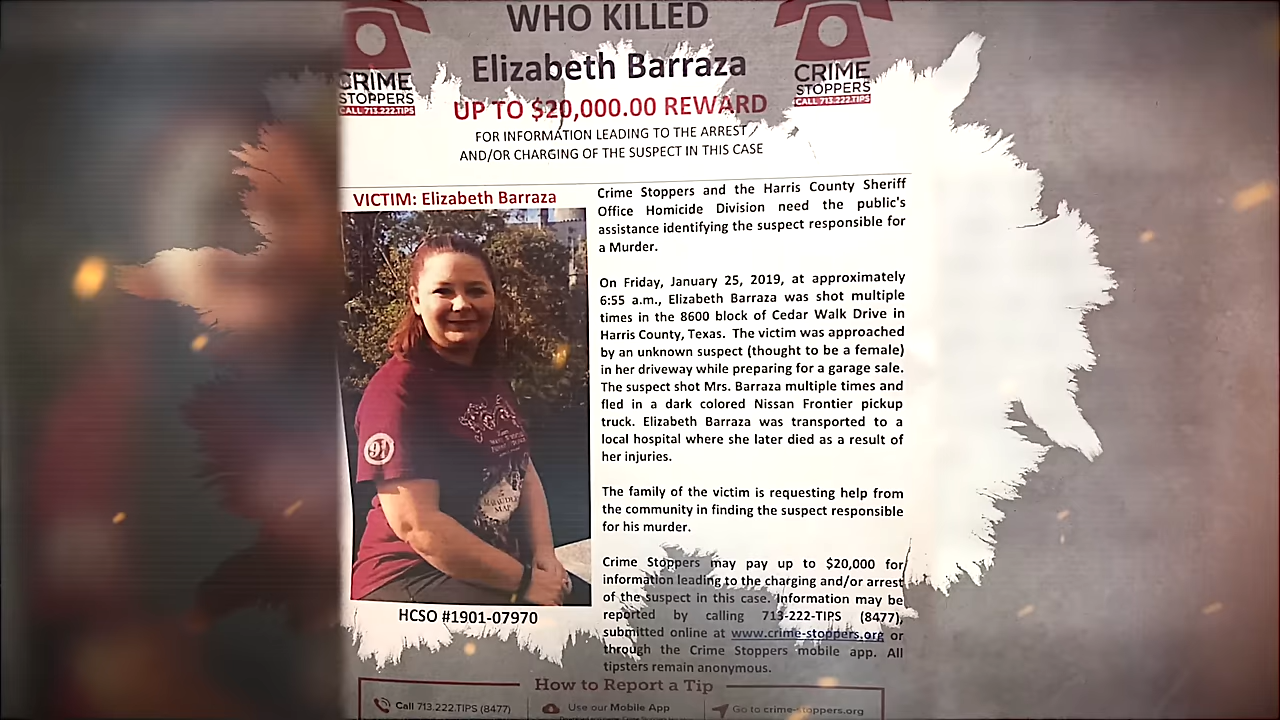 WHO KILLED
Elizabeth Barraza
UP TO $20,000.00 REWARD
FOR INFORMATION LEADING TO THE ARREST
AND/OR CHARGING OF THE SUSPECT IN THIS CASE
CRIME
STOPPERS
CALL 713.222.TIPS
CRIME
STOPPERS
CALL 713.222.TIPS
VICTIM: Elizabeth Barraza
91
MARAUDER'S
MAP
HCSO #1901-07970
Crime Stoppers and the Harris County Sheriff
Office Homicide Division need the public's
assistance identifying the suspect responsible for
a Murder.
On Friday, January 25, 2019, at approximately
6:55 a.m., Elizabeth Barraza was shot multiple
times in the 8600 block of Cedar Walk Drive in
Harris County, Texas. The victim was approached
by an unknown suspect (thought to be a female)
in her driveway while preparing for a garage sale.
The suspect shot Mrs. Barraza multiple times and
fled in a dark colored Nissan Frontier pickup
truck. Elizabeth Barraza was transported to a
local hospital where she later died as a result of
her injuries.
The family of the victim is requesting help from
the community in finding the suspect responsible
for his murder.
Crime Stoppers may pay up to $20,000 for
information leading to the charging and/or arrest
of the suspect in this case. Information may be
reported by calling 713-222-TIPS (8477),
submitted online at www.crime-stoppers.org or
through the Crime Stoppers mobile app. All
tipsters remain anonymous.
How to Report a Tip
Call 713.222.TIPS (8477)
Use our Mobile App
Go to crime-stoppers.org